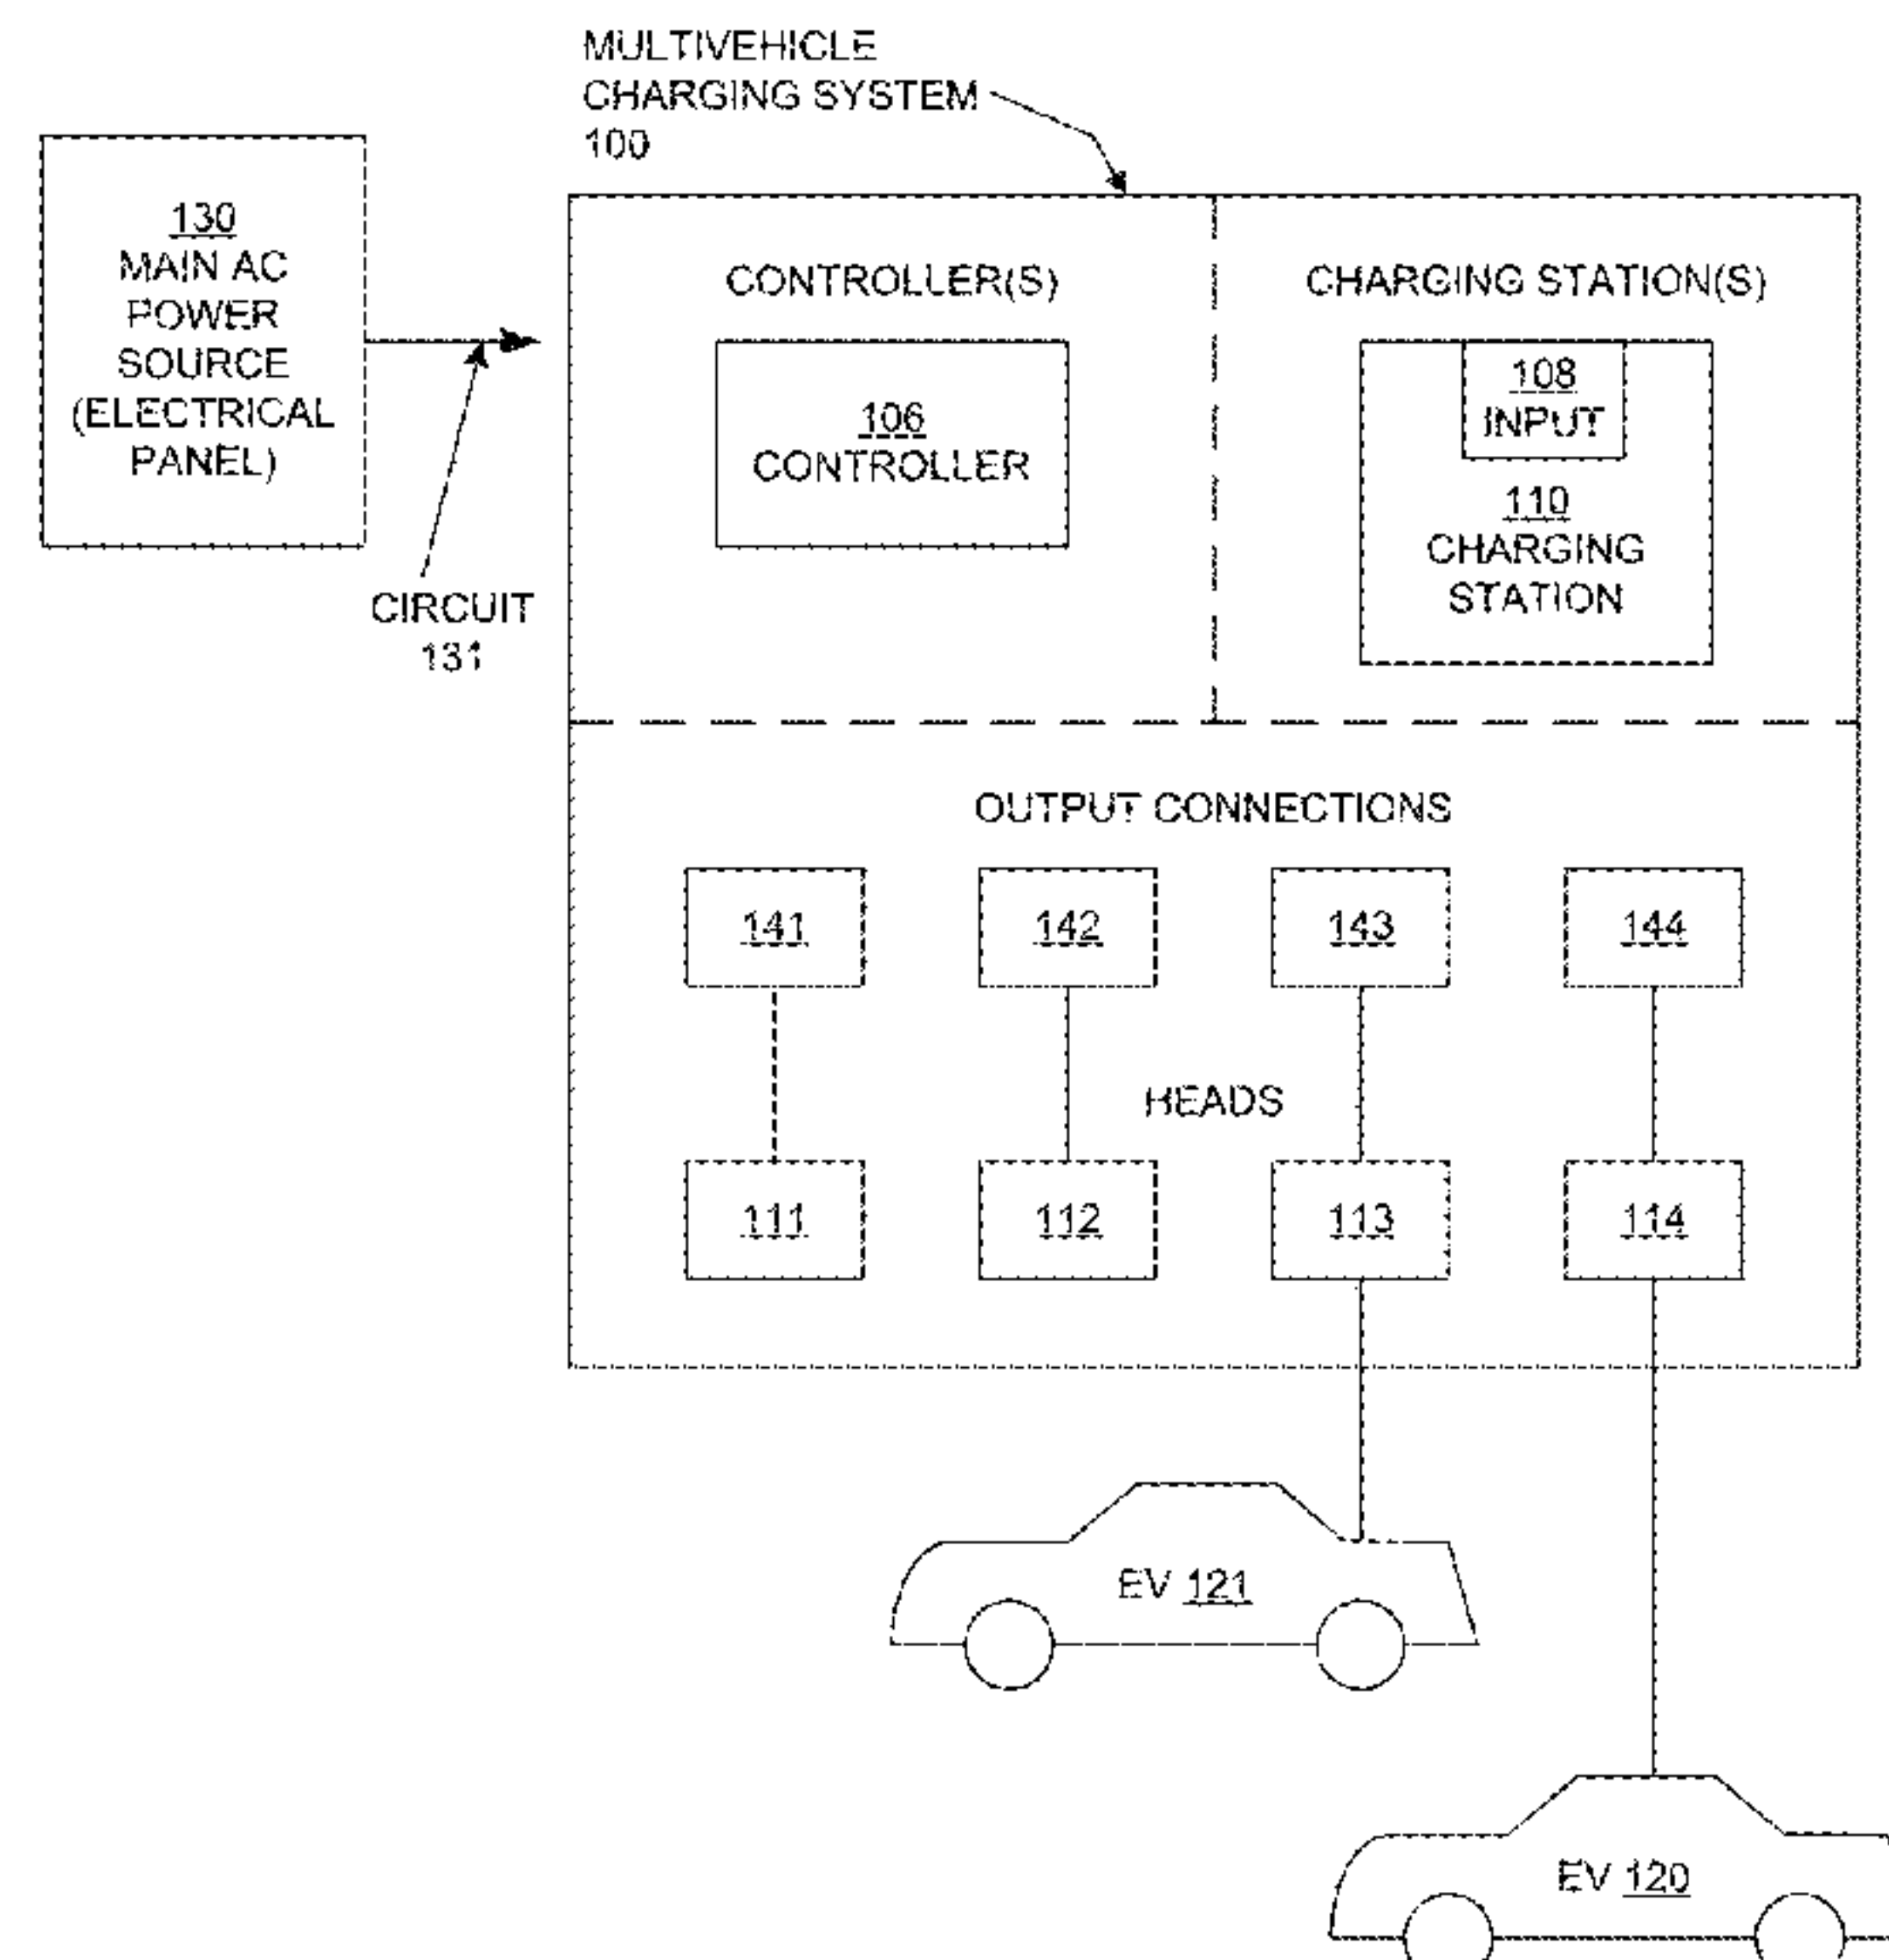 MULTIVEHICLE
CHARGING SYSTEM
100
130
MAIN AC
POWER
SOURCE
(ELECTRICAL
PANEL)
CIRCUIT
131
CONTROLLER(S)
106
CONTROLLER
CHARGING STATION(S)
108
INPUT
110
CHARGING
STATION
OUTPUT CONNECTIONS
141 142 143 144
HEADS
111 112 113 114
EV 121
EV 120